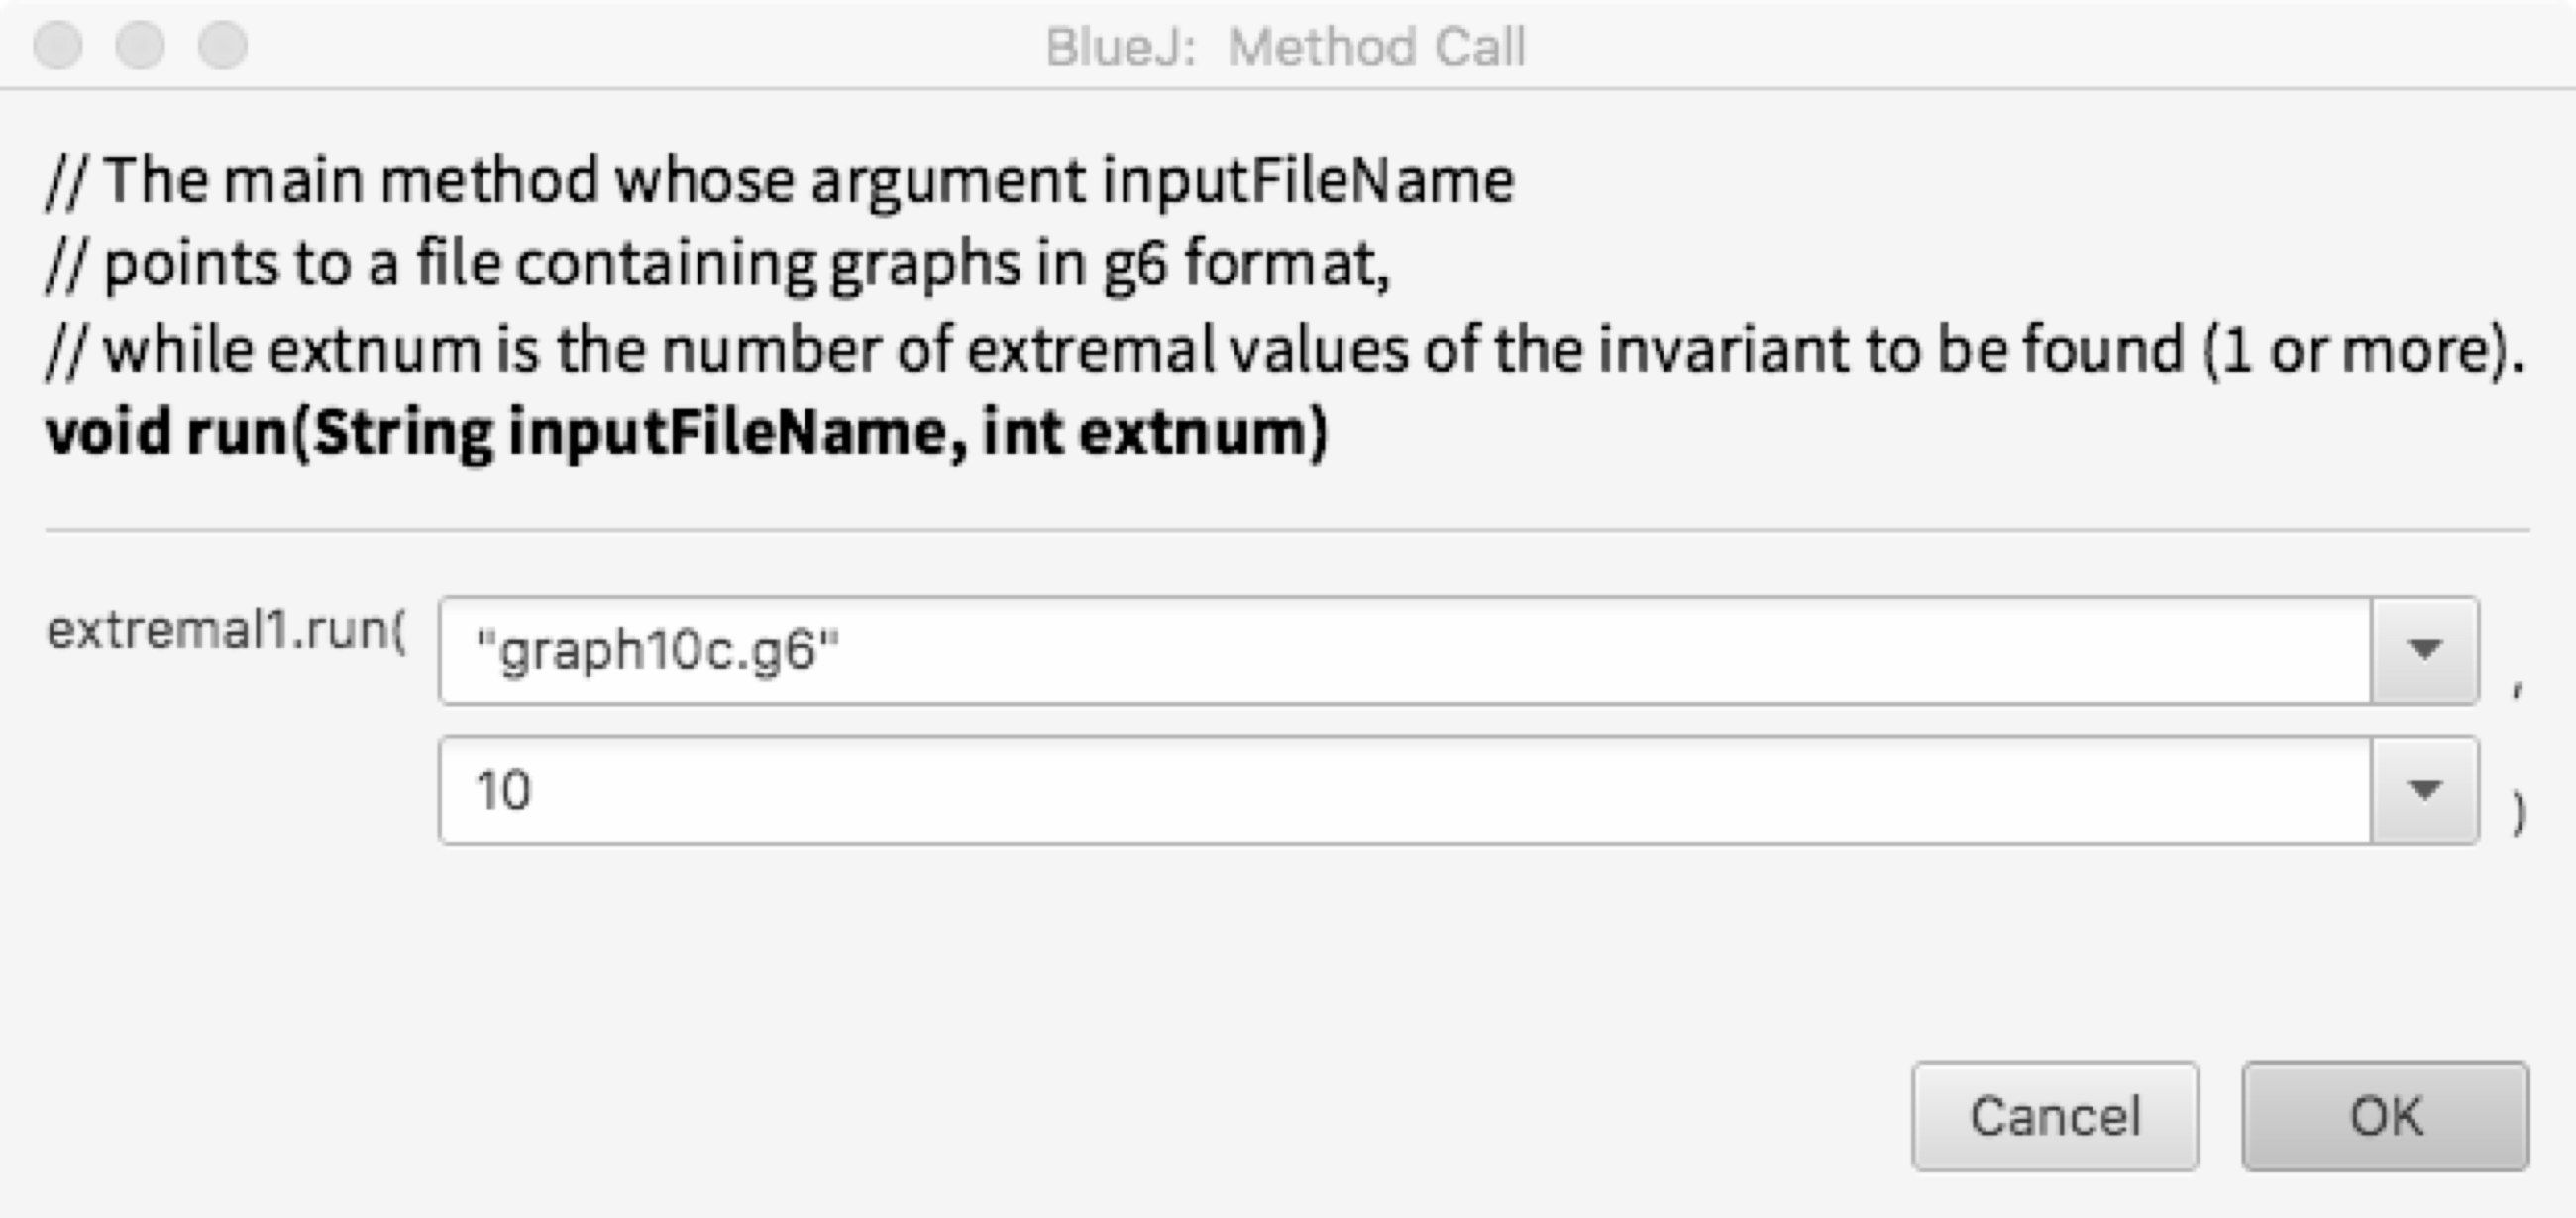 BlueJ: Method Call
// The main method whose argument inputFileName
// points to a file containing graphs in g6 format,
// while extnum is the number of extremal values of the invariant to be found (1 or more).
void run(String inputFileName, int extnum)
extremal1.run( "graph10c.g6" ,
10 )
Cancel OK